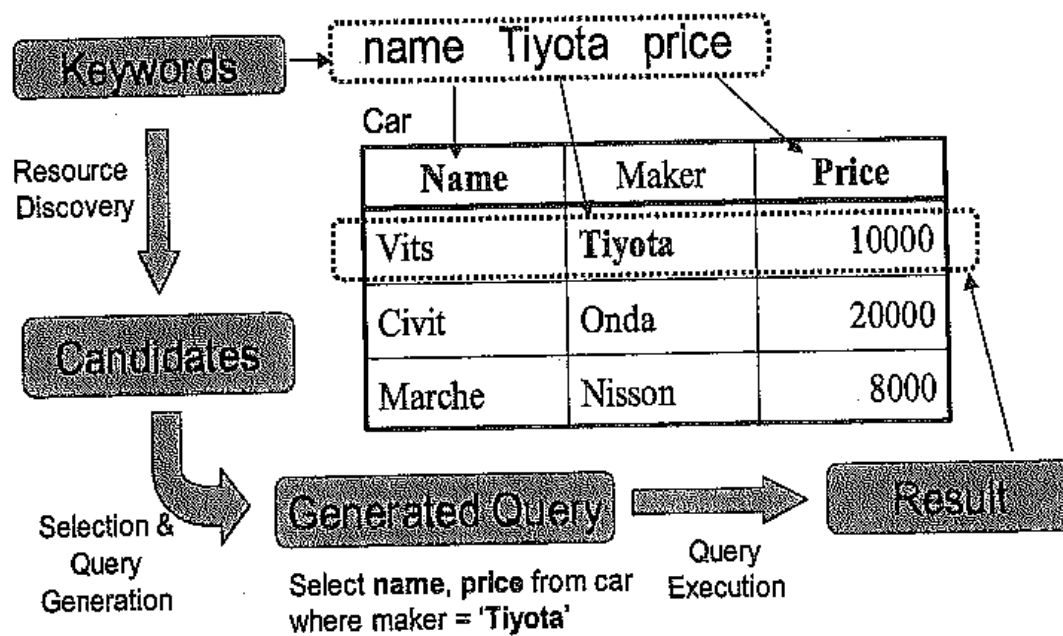 Keywords
name Tiyota price
Car
Resource
Discovery
Name Maker Price
Vits Tiyota 10000
Civit Onda 20000
Marche Nisson 8000
Candidates
Selection &
Query
Generation
Generated Query
Query
Execution
Result
Select name, price from car
where maker = 'Tiyota'